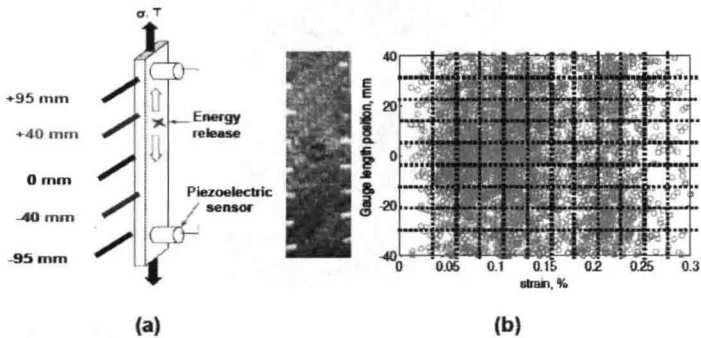 σ, T
+95 mm
+40 mm
0 mm
-40 mm
-95 mm
Energy
release
Piezoelectric
sensor
(a)
Gauge length position, mm
40
20
0
-20
-40
0
0.05
0.1
0.15
0.2
0.25
0.3
strain, %
(b)